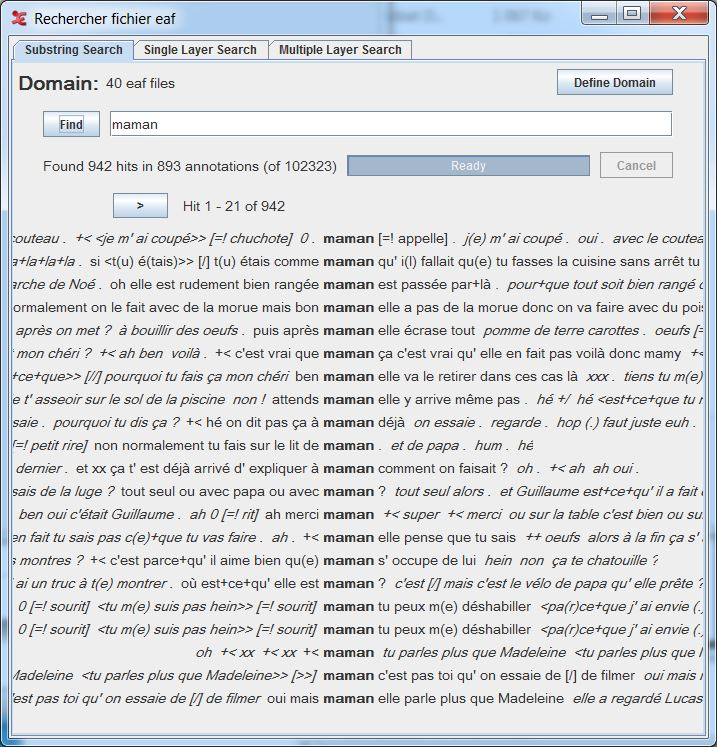 Rechercher fichier eaf
Substring Search Single Layer Search Multiple Layer Search
Domain: 40 eaf files Define Domain
Find maman
Found 942 hits in 893 annotations (of 102323) Ready Cancel
> Hit 1 - 21 of 942
couteau . +< <je m' ai coupé>> [=! chuchote] 0 . maman [=! appelle] . j(e) m' ai coupé . oui . avec le coutea
a+la+la+la . si <t(u) é(tais)>> [/] t(u) étais comme maman qu' i(l) fallait qu(e) tu fasses la cuisine sans arrêt tu
arche de Noé . oh elle est rudement bien rangée maman est passée par+là . pour+que tout soit bien rangé
ormalement on le fait avec de la morue mais bon maman elle a pas de la morue donc on va faire avec du pois
après on met ? à bouillir des oeufs . puis après maman elle écrase tout pomme de terre carottes . oeufs [=
mon chéri ? +< ah ben voilà . +< c'est vrai que maman ça c'est vrai qu' elle en fait pas voilà donc mamy +<
+ce+que>> [//] pourquoi tu fais ça mon chéri ben maman elle va le retirer dans ces cas là xxx . tiens tu m(e)
e t' asseoir sur le sol de la piscine non ! attends maman elle y arrive même pas . hé +/ hé <est+ce+que tu
saie . pourquoi tu dis ça ? +< hé on dit pas ça à maman déjà on essaie . regarde . hop (.) faut juste euh .
[=! petit rire] non normalement tu fais sur le lit de maman . et de papa . hum . hé
dernier . et xx ça t' est déjà arrivé d' expliquer à maman comment on faisait ? oh . +< ah ah oui .
sais de la luge ? tout seul ou avec papa ou avec maman ? tout seul alors . et Guillaume est+ce+qu' il a fait
ben oui c'était Guillaume . ah 0 [=! rit] ah merci maman +< super +< merci ou sur la table c'est bien ou su
en fait tu sais pas c(e)+que tu vas faire . ah . +< maman elle pense que tu sais ++ oeufs alors à la fin ça s'
s montres ? +< c'est parce+qu' il aime bien qu(e) maman s' occupe de lui hein non ça te chatouille ?
ai un truc à t(e) montrer . où est+ce+qu' elle est maman ? c'est [/] mais c'est le vélo de papa qu' elle prête ?
0 [=! sourit] <tu m(e) suis pas hein>> [=! sourit] maman tu peux m(e) déshabiller <pa(r)ce+que j' ai envie (.
0 [=! sourit] <tu m(e) suis pas hein>> [=! sourit] maman tu peux m(e) déshabiller <pa(r)ce+que j' ai envie (.
oh +< xx +< xx +< maman tu parles plus que Madeleine <tu parles plus que
Madeleine <tu parles plus que Madeleine>> [>>] maman c'est pas toi qu' on essaie de [/] de filmer oui mais
'est pas toi qu' on essaie de [/] de filmer oui mais maman elle parle plus que Madeleine elle a regardé Lucas